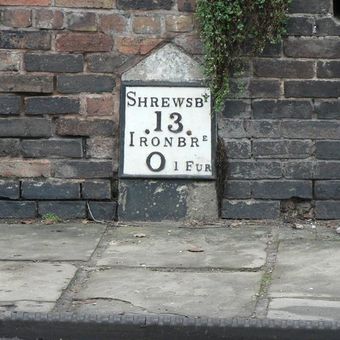 SHREWSBY
.13.
IRONBRE
0 1 FUR